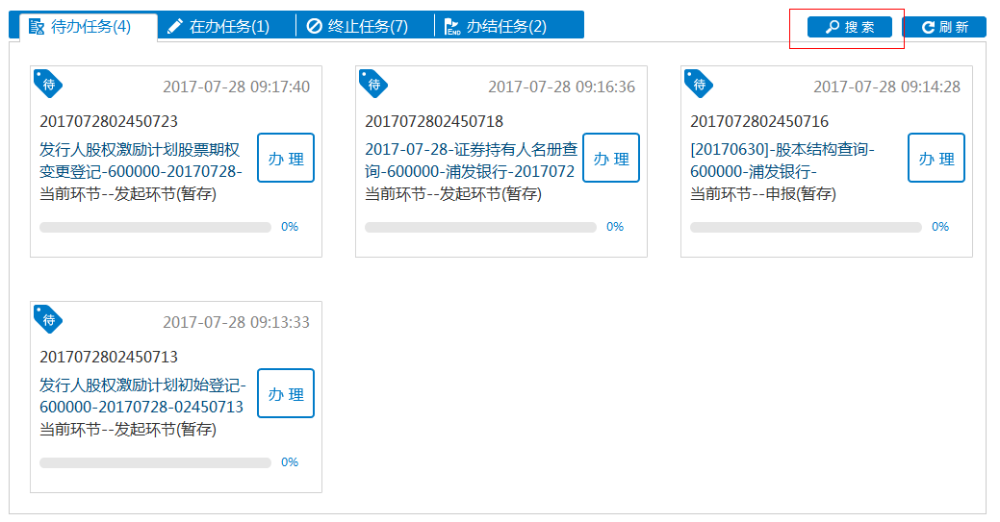 待办任务(4) 在办任务(1) 终止任务(7) END 办结任务(2) 搜 索 刷 新
待 2017-07-28 09:17:40
2017072802450723
发行人股权激励计划股票期权
变更登记-600000-20170728-
当前环节--发起环节(暂存)
办 理
0%
待 2017-07-28 09:16:36
2017072802450718
2017-07-28-证券持有人名册查
询-600000-浦发银行-2017072
当前环节--发起环节(暂存)
办 理
0%
待 2017-07-28 09:14:28
2017072802450716
[20170630]-股本结构查询-
600000-浦发银行-
当前环节--申报(暂存)
办 理
0%
待 2017-07-28 09:13:33
2017072802450713
发行人股权激励计划初始登记-
600000-20170728-02450713
当前环节--发起环节(暂存)
办 理
0%